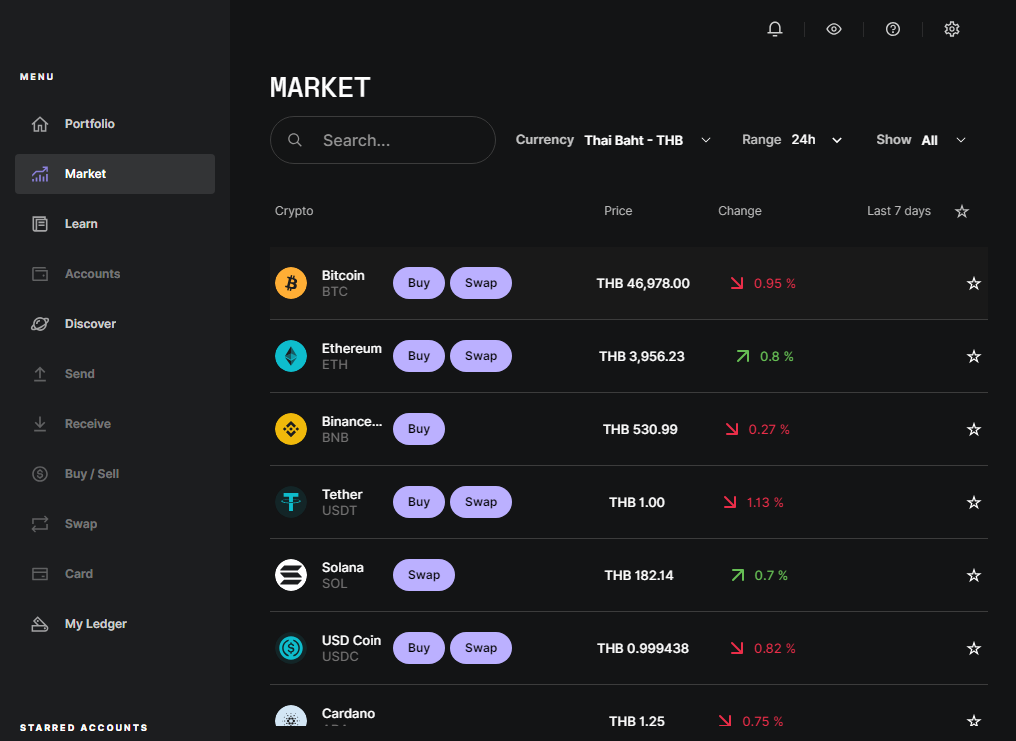 MENU
Portfolio
Market
Learn
Accounts
Discover
Send
Receive
Buy / Sell
Swap
Card
My Ledger
STARRED ACCOUNTS
MARKET
Search...
Currency Thai Baht - THB
Range 24h
Show All
Crypto Price Change Last 7 days
Bitcoin
BTC
Buy Swap THB 46,978.00 0.95 %
Ethereum
ETH
Buy Swap THB 3,956.23 0.8 %
Binance...
BNB
Buy THB 530.99 0.27 %
Tether
USDT
Buy Swap THB 1.00 1.13 %
Solana
SOL
Swap THB 182.14 0.7 %
USD Coin
USDC
Buy Swap THB 0.999438 0.82 %
Cardano
THB 1.25 0.75 %